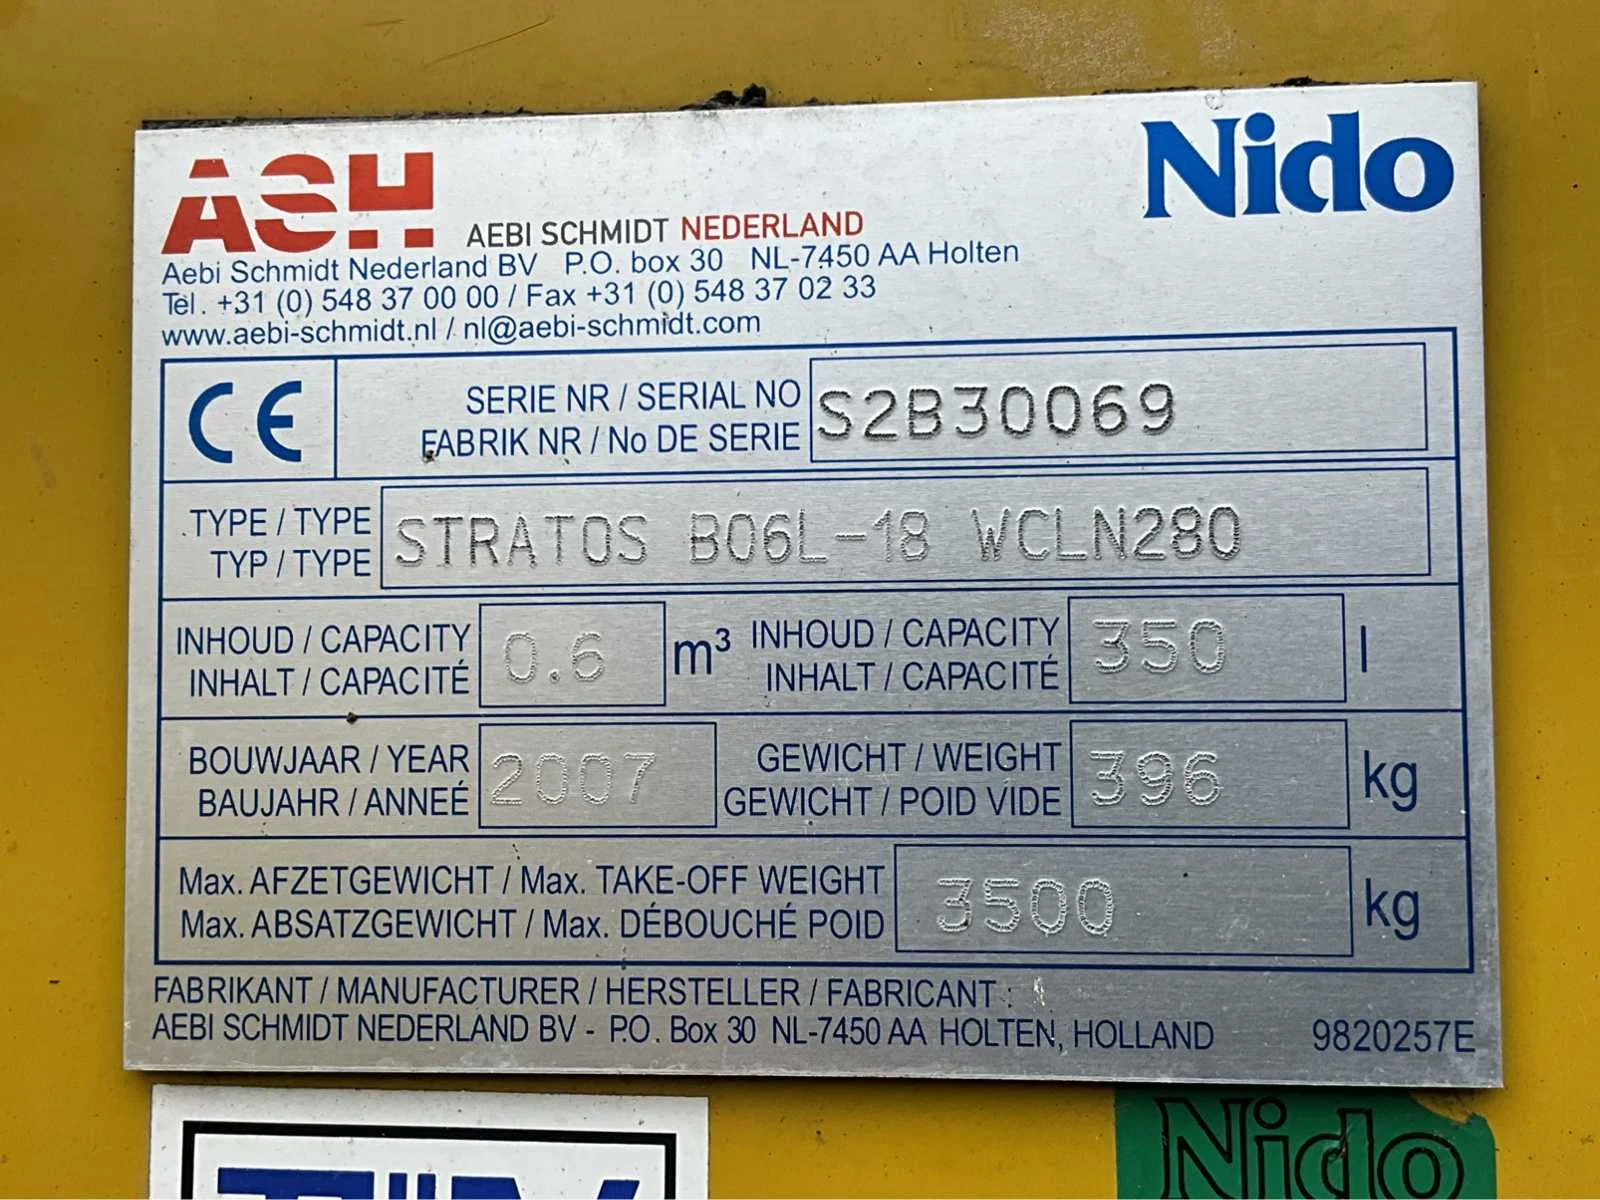 ASH AEBI SCHMIDT NEDERLAND
Nido
Aebi Schmidt Nederland BV P.O. box 30 NL-7450 AA Holten
Tel. +31 (0) 548 37 00 00 / Fax +31 (0) 548 37 02 33
www.aebi-schmidt.nl / nl@aebi-schmidt.com
CE
SERIE NR / SERIAL NO
FABRIK NR / No DE SERIE
S2B30069
TYPE / TYPE
TYP / TYPE
STRATOS B06L-18 WCLN280
INHOUD / CAPACITY
INHALT / CAPACITÉ
0.6 m³
INHOUD / CAPACITY
INHALT / CAPACITÉ
350 l
BOUWJAAR / YEAR
BAUJAHR / ANNEÉ
2007
GEWICHT / WEIGHT
GEWICHT / POID VIDE
396 kg
Max. AFZETGEWICHT / Max. TAKE-OFF WEIGHT
Max. ABSATZGEWICHT / Max. DÉBOUCHÉ POID
3500 kg
FABRIKANT / MANUFACTURER / HERSTELLER / FABRICANT :
AEBI SCHMIDT NEDERLAND BV - P.O. Box 30 NL-7450 AA HOLTEN, HOLLAND 9820257E
Nido